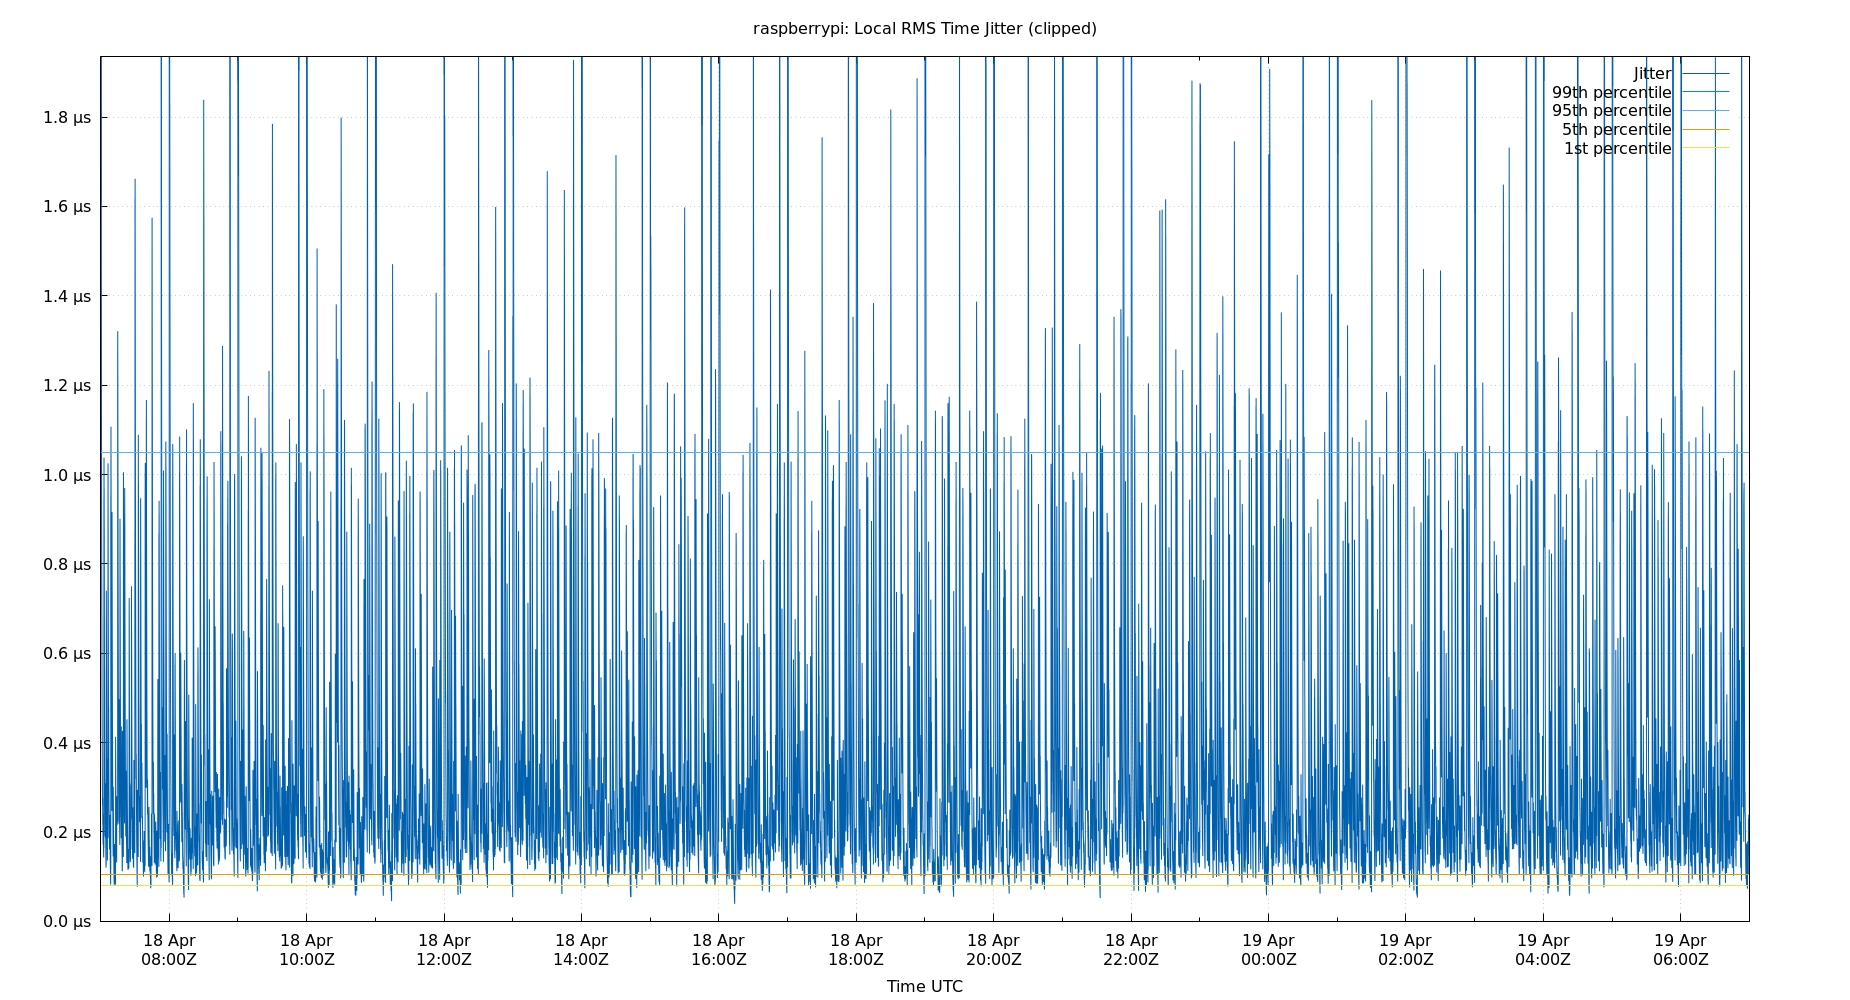 raspberrypi: Local RMS Time Jitter (clipped)
Jitter
99th percentile
95th percentile
5th percentile
1st percentile
1.8 µs
1.6 µs
1.4 µs
1.2 µs
1.0 µs
0.8 µs
0.6 µs
0.4 µs
0.2 µs
0.0 µs
18 Apr 18 Apr 18 Apr 18 Apr 18 Apr 18 Apr 18 Apr 18 Apr 19 Apr 19 Apr 19 Apr 19 Apr
08:00Z 10:00Z 12:00Z 14:00Z 16:00Z 18:00Z 20:00Z 22:00Z 00:00Z 02:00Z 04:00Z 06:00Z
Time UTC